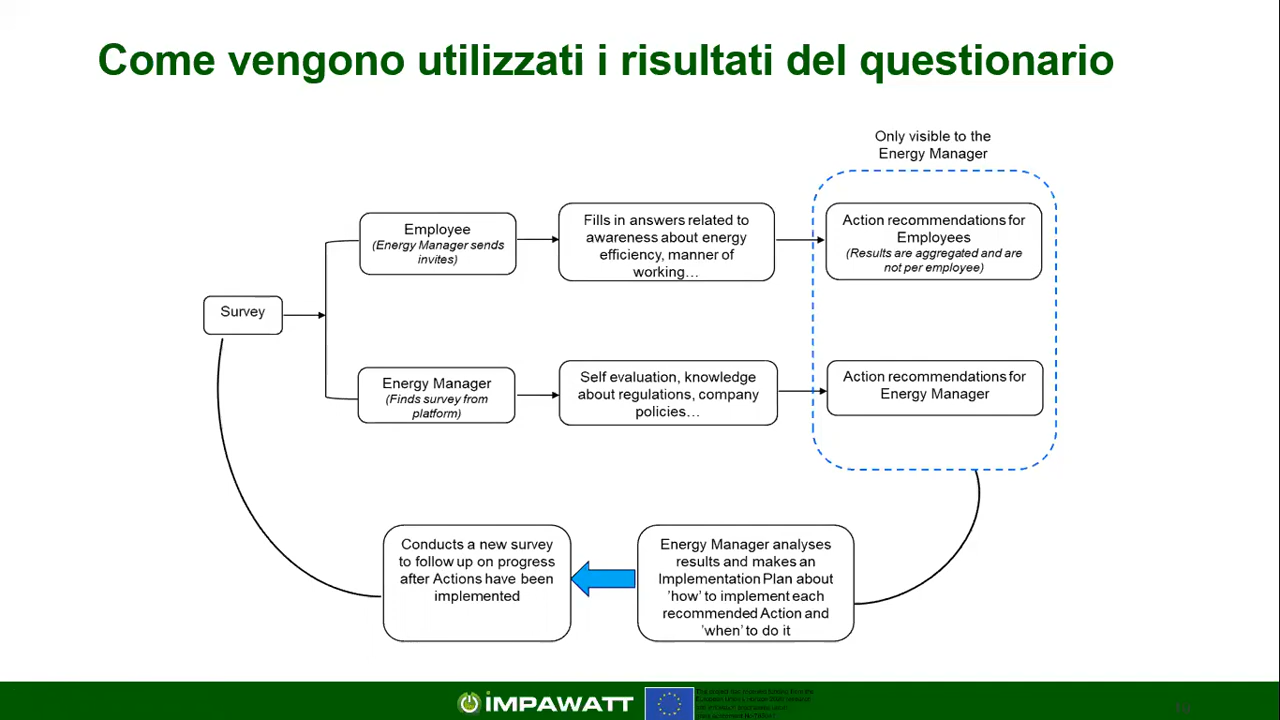 Come vengono utilizzati i risultati del questionario
Only visible to the
Energy Manager
Employee
(Energy Manager sends
invites)
Fills in answers related to
awareness about energy
efficiency, manner of
working...
Action recommendations for
Employees
(Results are aggregated and are
not per employee)
Survey
Energy Manager
(Finds survey from
platform)
Self evaluation, knowledge
about regulations, company
policies...
Action recommendations for
Energy Manager
Conducts a new survey
to follow up on progress
after Actions have been
implemented
Energy Manager analyses
results and makes an
Implementation Plan about
'how' to implement each
recommended Action and
'when' to do it
IMPAWATT